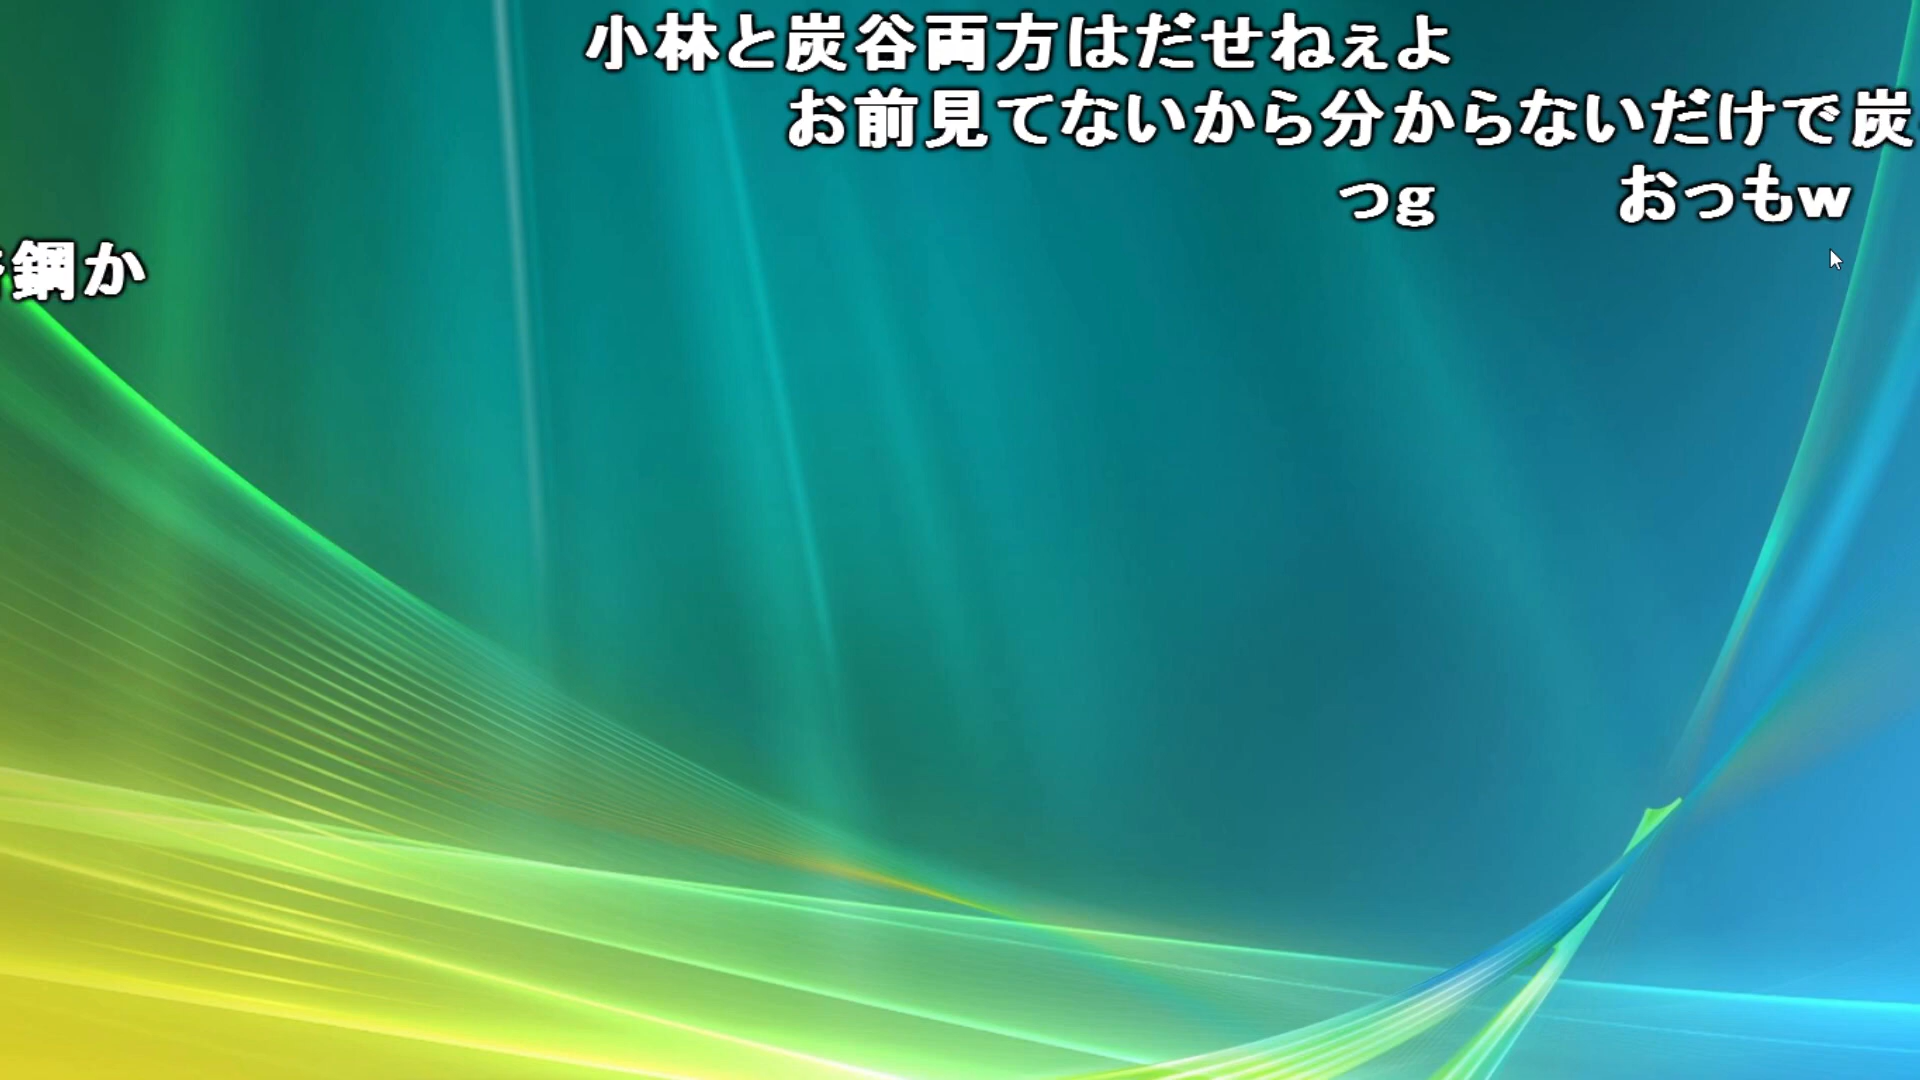 小林と炭谷両方はだせねぇよ
お前見てないから分からないだけで炭
つg
おっもw
鋼か